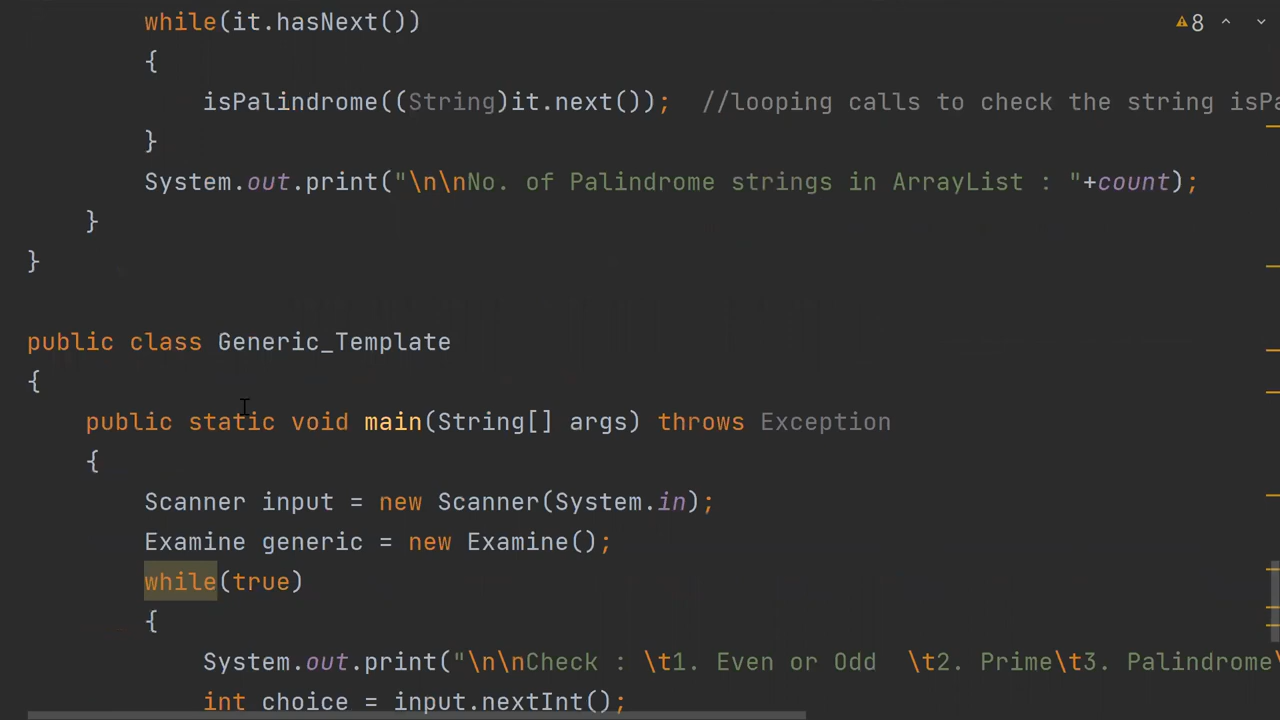 while(it.hasNext())
8
{
isPalindrome((String)it.next()); //looping calls to check the string
}
System.out.print("\n\nNo. of Palindrome strings in ArrayList : "+count);
}
}
public class Generic_Template
{
public static void main(String[] args) throws Exception
{
Scanner input = new Scanner(System.in);
Examine generic = new Examine();
while(true)
{
System.out.print("\n\nCheck : \t1. Even or Odd  \t2. Prime\t3. Palindrome\
int choice = input.nextInt();